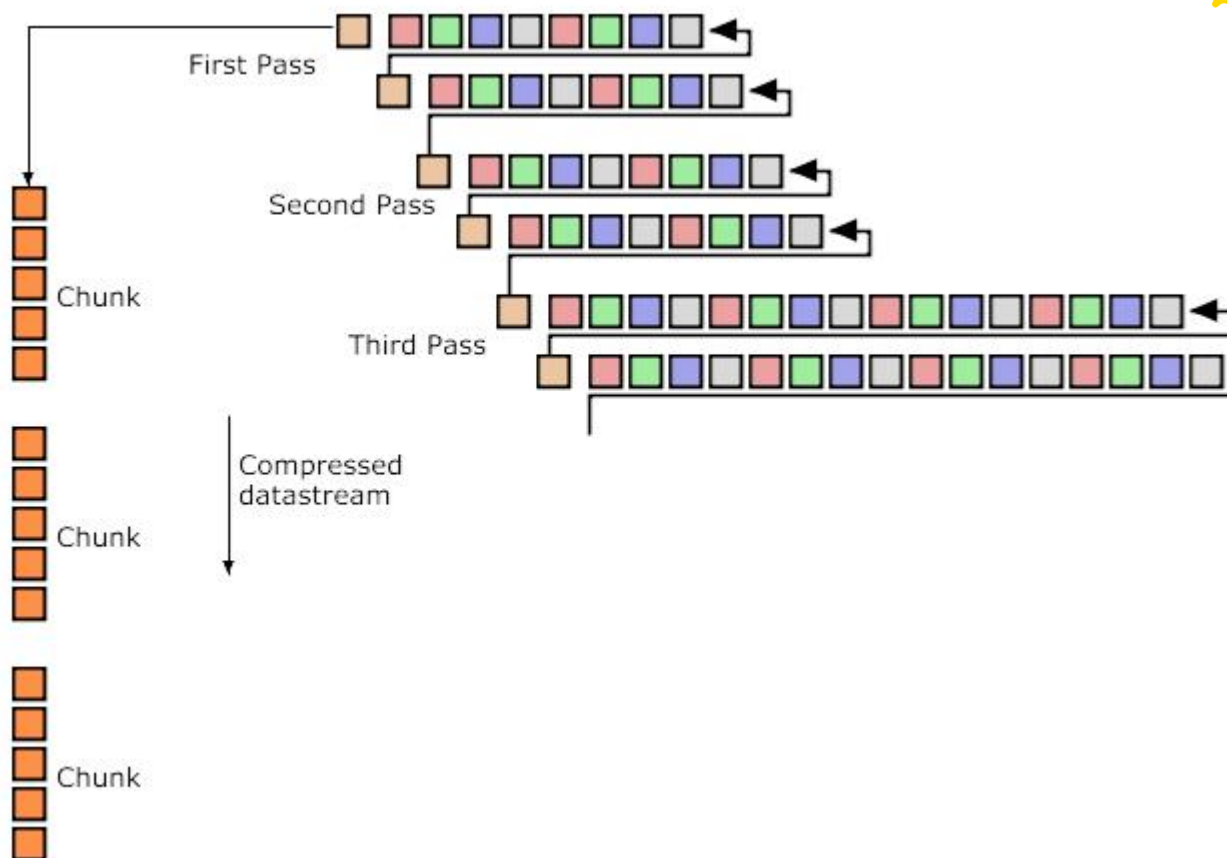 First Pass
Second Pass
Chunk
Third Pass
Compressed
datastream
Chunk
Chunk